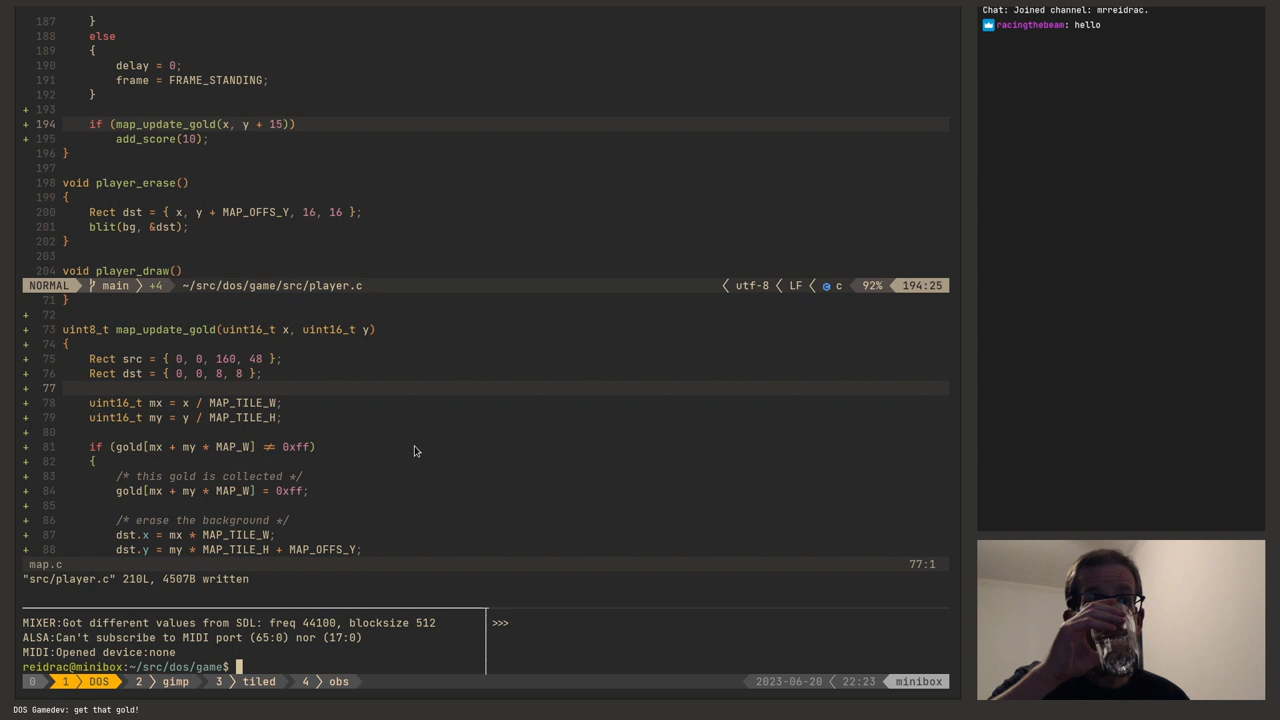 187 }
188 else
189 {
190 delay = 0;
191 frame = FRAME_STANDING;
192 }
+ 193
+ 194 if (map_update_gold(x, y + 15))
+ 195 add_score(10);
196 }
197
198 void player_erase()
199 {
200 Rect dst = { x, y + MAP_OFFS_Y, 16, 16 };
201 blit(bg, &dst);
202 }
203
204 void player_draw()
NORMAL main +4 ~/src/dos/game/src/player.c utf-8 LF c 92% 194:25
71 }
+ 72
+ 73 uint8_t map_update_gold(uint16_t x, uint16_t y)
+ 74 {
+ 75 Rect src = { 0, 0, 160, 48 };
+ 76 Rect dst = { 0, 0, 8, 8 };
+ 77
+ 78 uint16_t mx = x / MAP_TILE_W;
+ 79 uint16_t my = y / MAP_TILE_H;
+ 80
+ 81 if (gold[mx + my * MAP_W] ≠ 0xff)
+ 82 {
+ 83 /* this gold is collected */
+ 84 gold[mx + my * MAP_W] = 0xff;
+ 85
+ 86 /* erase the background */
+ 87 dst.x = mx * MAP_TILE_W;
+ 88 dst.y = my * MAP_TILE_H + MAP_OFFS_Y;
map.c 77:1
"src/player.c" 210L, 4507B written
MIXER:Got different values from SDL: freq 44100, blocksize 512
ALSA:Can't subscribe to MIDI port (65:0) nor (17:0)
MIDI:Opened device:none
reidrac@minibox:~/src/dos/game$
>>>
0 1 DOS 2 gimp 3 tiled 4 obs 2023-06-20 22:23 minibox
DOS Gamedev: get that gold!
Chat: Joined channel: mrreidrac.
racingthebeam: hello